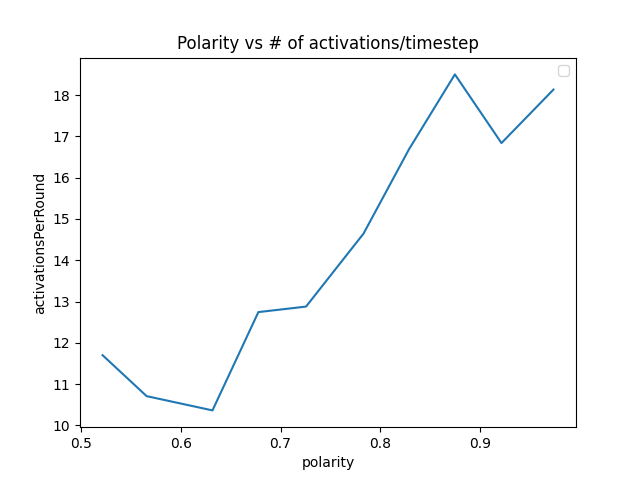 Polarity vs # of activations/timestep
18
17
16
15
14
13
12
11
10
activationsPerRound
0.5 0.6 0.7 0.8 0.9
polarity